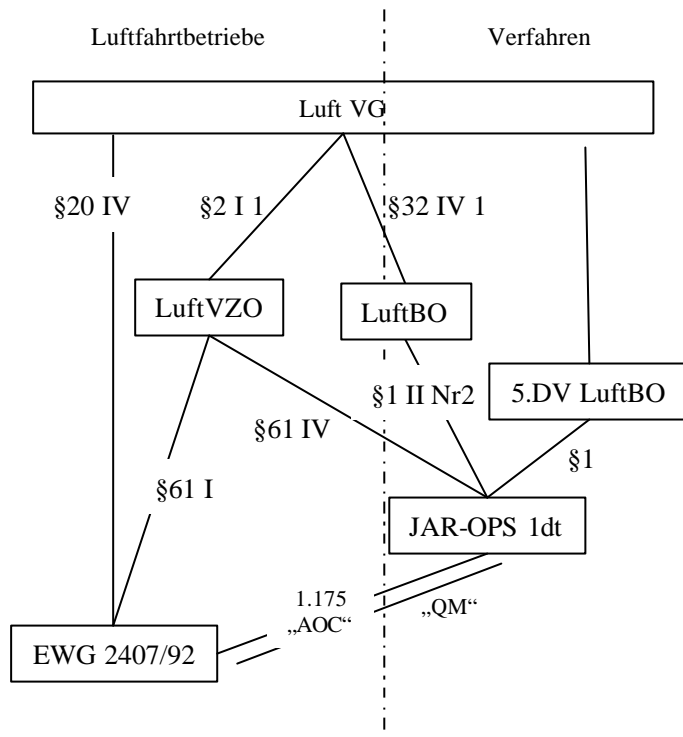 Luftfahrtbetriebe
Verfahren
Luft VG
§20 IV
§2 I 1
§32 IV 1
LuftVZO
LuftBO
§1 II Nr2
5.DV LuftBO
§61 IV
§1
§61 I
JAR-OPS 1dt
1.175
„AOC“
„QM“
EWG 2407/92